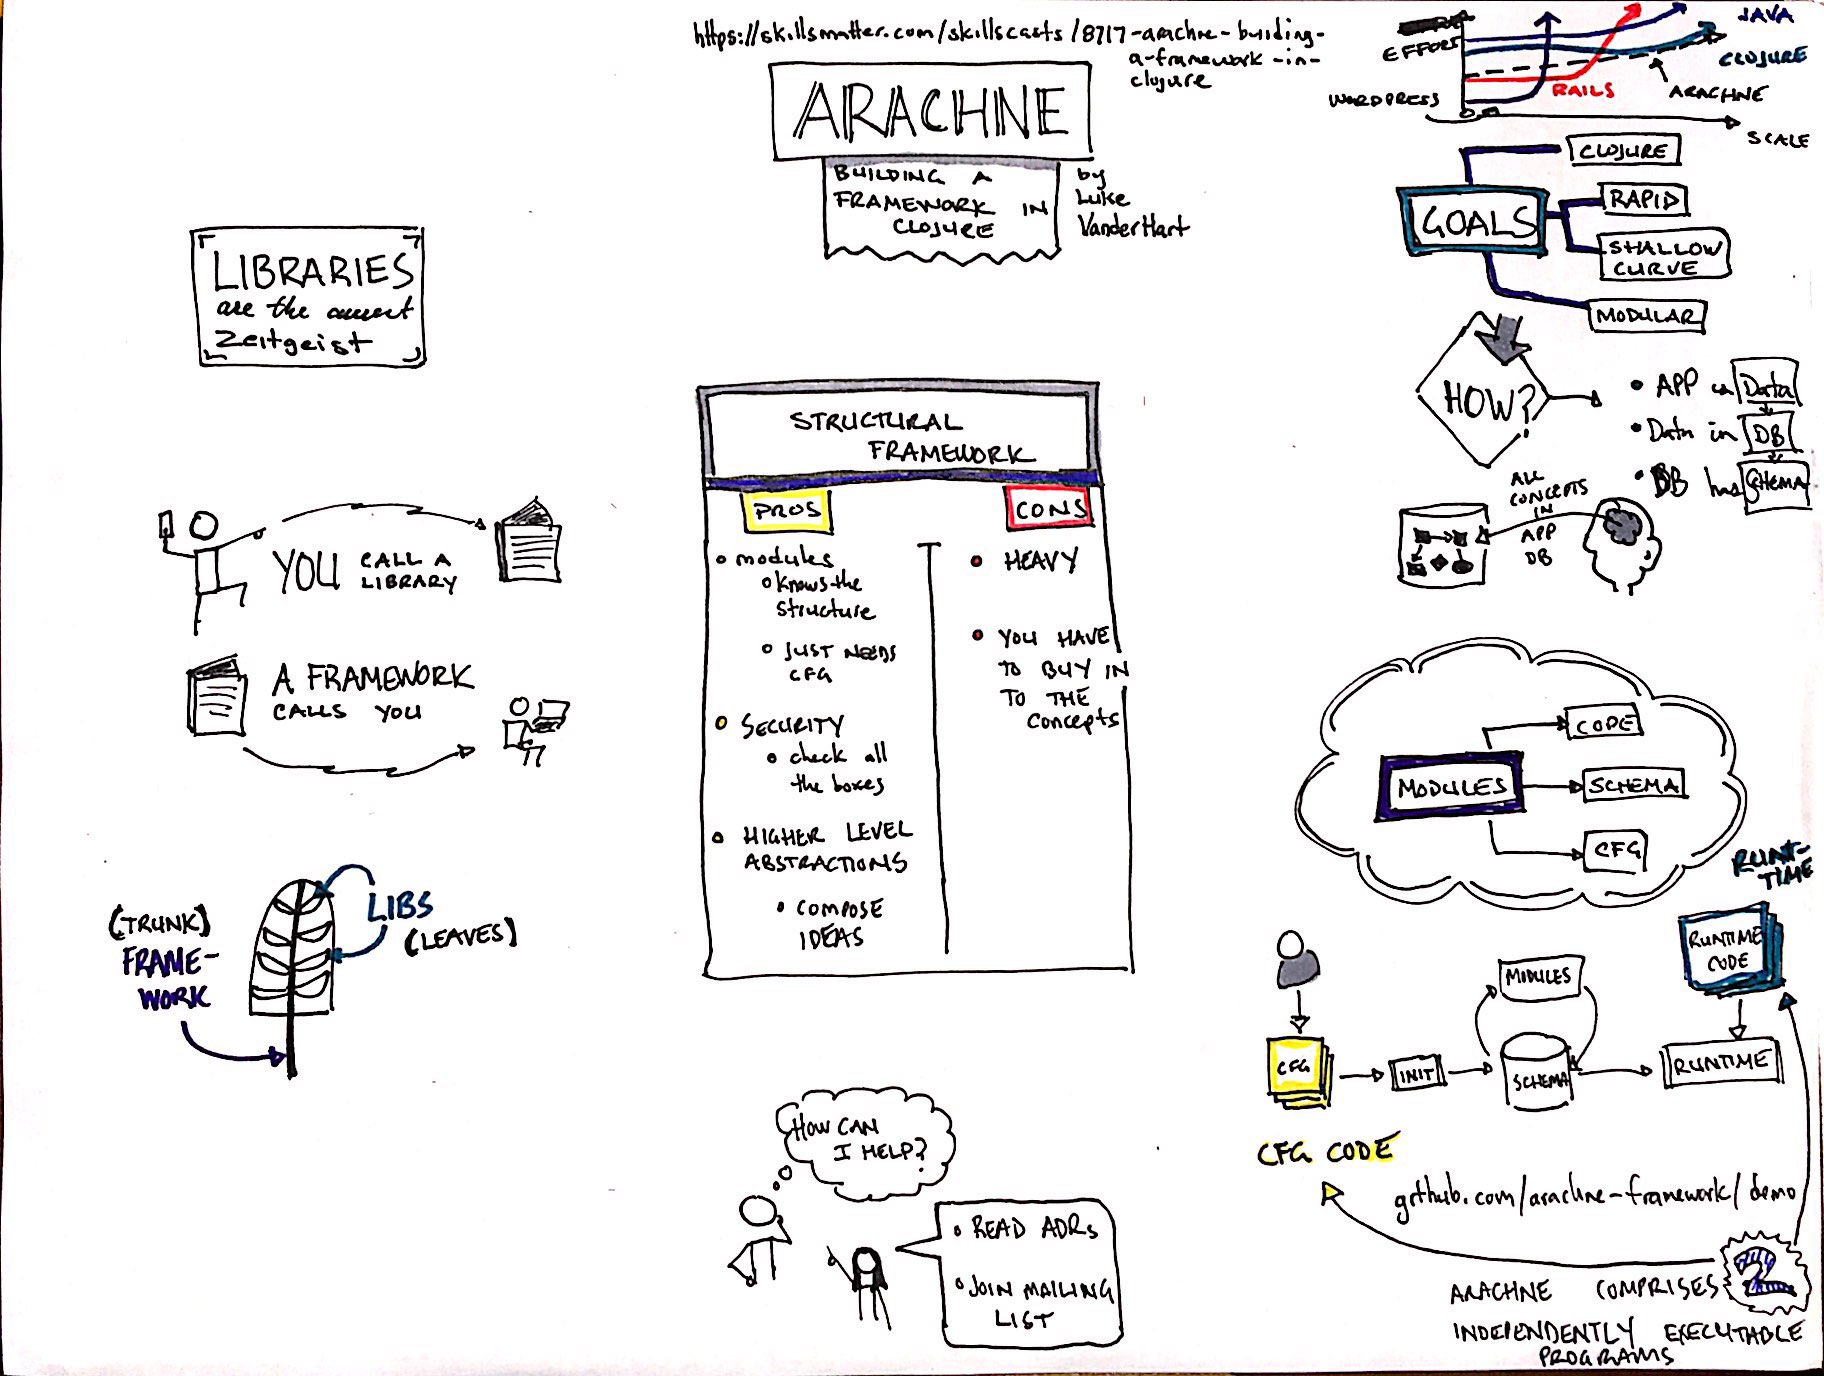 https://skillsmatter.com/skillscasts/8717-arachne-building-
a-framework-in-
clojure
ARACHNE
BUILDING A
FRAMEWORK IN
CLOJURE
by
Luke
VanderHart
LIBRARIES
are the current
Zeitgeist
YOU CALL A
LIBRARY
A FRAMEWORK
CALLS YOU
(TRUNK)
FRAME-
WORK
LIBS
(LEAVES)
STRUCTURAL
FRAMEWORK
PROS
modules
knows the
structure
JUST NEEDS
CFG
SECURITY
check all
the boxes
HIGHER LEVEL
ABSTRACTIONS
COMPOSE
IDEAS
CONS
HEAVY
YOU HAVE
TO BUY IN
TO THE
Concepts
HOW CAN
I HELP?
READ ADRs
JOIN MAILING
LIST
EFFORT
WORDPRESS
RAILS
JAVA
CLOJURE
ARACHNE
SCALE
GOALS
CLOJURE
RAPID
SHALLOW
CURVE
MODULAR
HOW?
APP in Data
Data in DB
DB has SCHEMA
ALL
CONCEPTS
IN
APP
DB
MODULES
CODE
SCHEMA
CFG
RUN-
TIME
RUNTIME
CODE
MODULES
CFG
INIT
SCHEMA
RUNTIME
CFG CODE
github.com/arachne-framework/demo
ARACHNE COMPRISES 2
INDEPENDENTLY EXECUTABLE
PROGRAMS